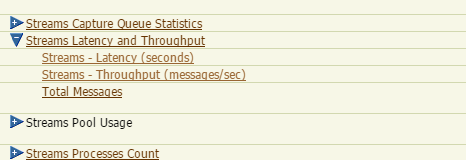 Streams Capture Queue Statistics
Streams Latency and Throughput
Streams - Latency (seconds)
Streams - Throughput (messages/sec)
Total Messages
Streams Pool Usage
Streams Processes Count